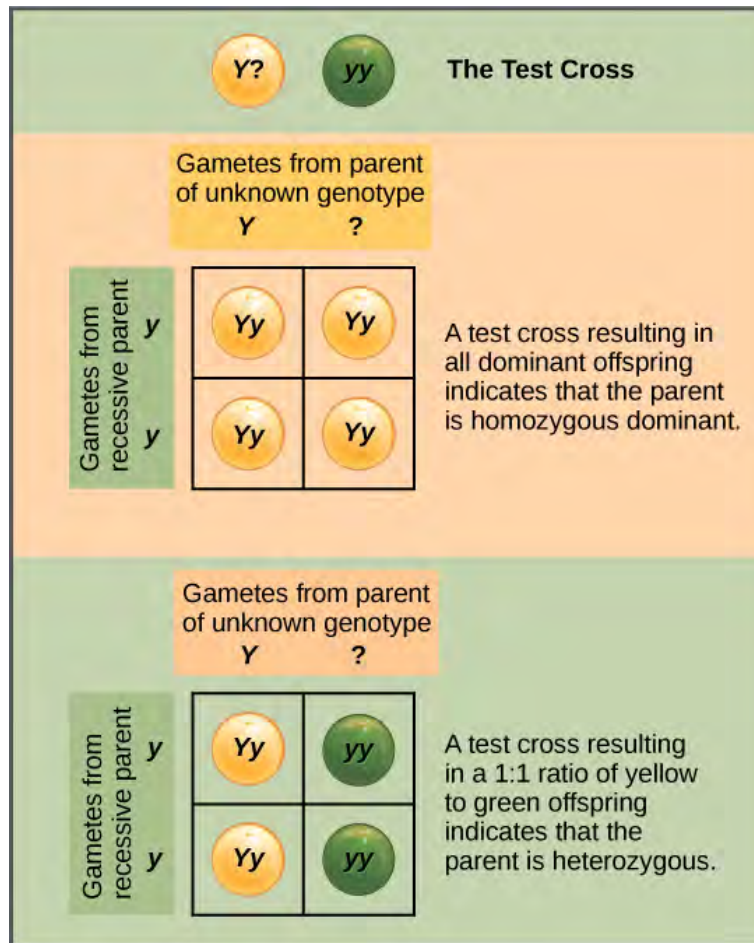 Y? yy The Test Cross
Gametes from parent
of unknown genotype
Y ?
Gametes from
recessive parent
y
y
Yy Yy
Yy Yy
A test cross resulting in
all dominant offspring
indicates that the parent
is homozygous dominant.
Gametes from parent
of unknown genotype
Y ?
Gametes from
recessive parent
y
y
Yy yy
Yy yy
A test cross resulting
in a 1:1 ratio of yellow
to green offspring
indicates that the
parent is heterozygous.